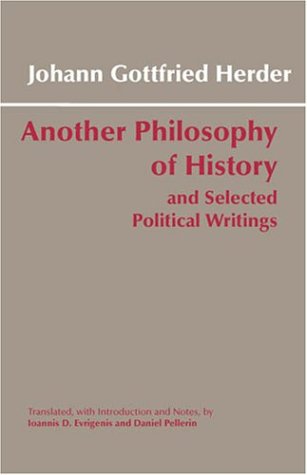 Johann Gottfried Herder
Another Philosophy
of History
and Selected
Political Writings
Translated, with Introduction and Notes, by
Ioannis D. Evrigenis and Daniel Pellerin